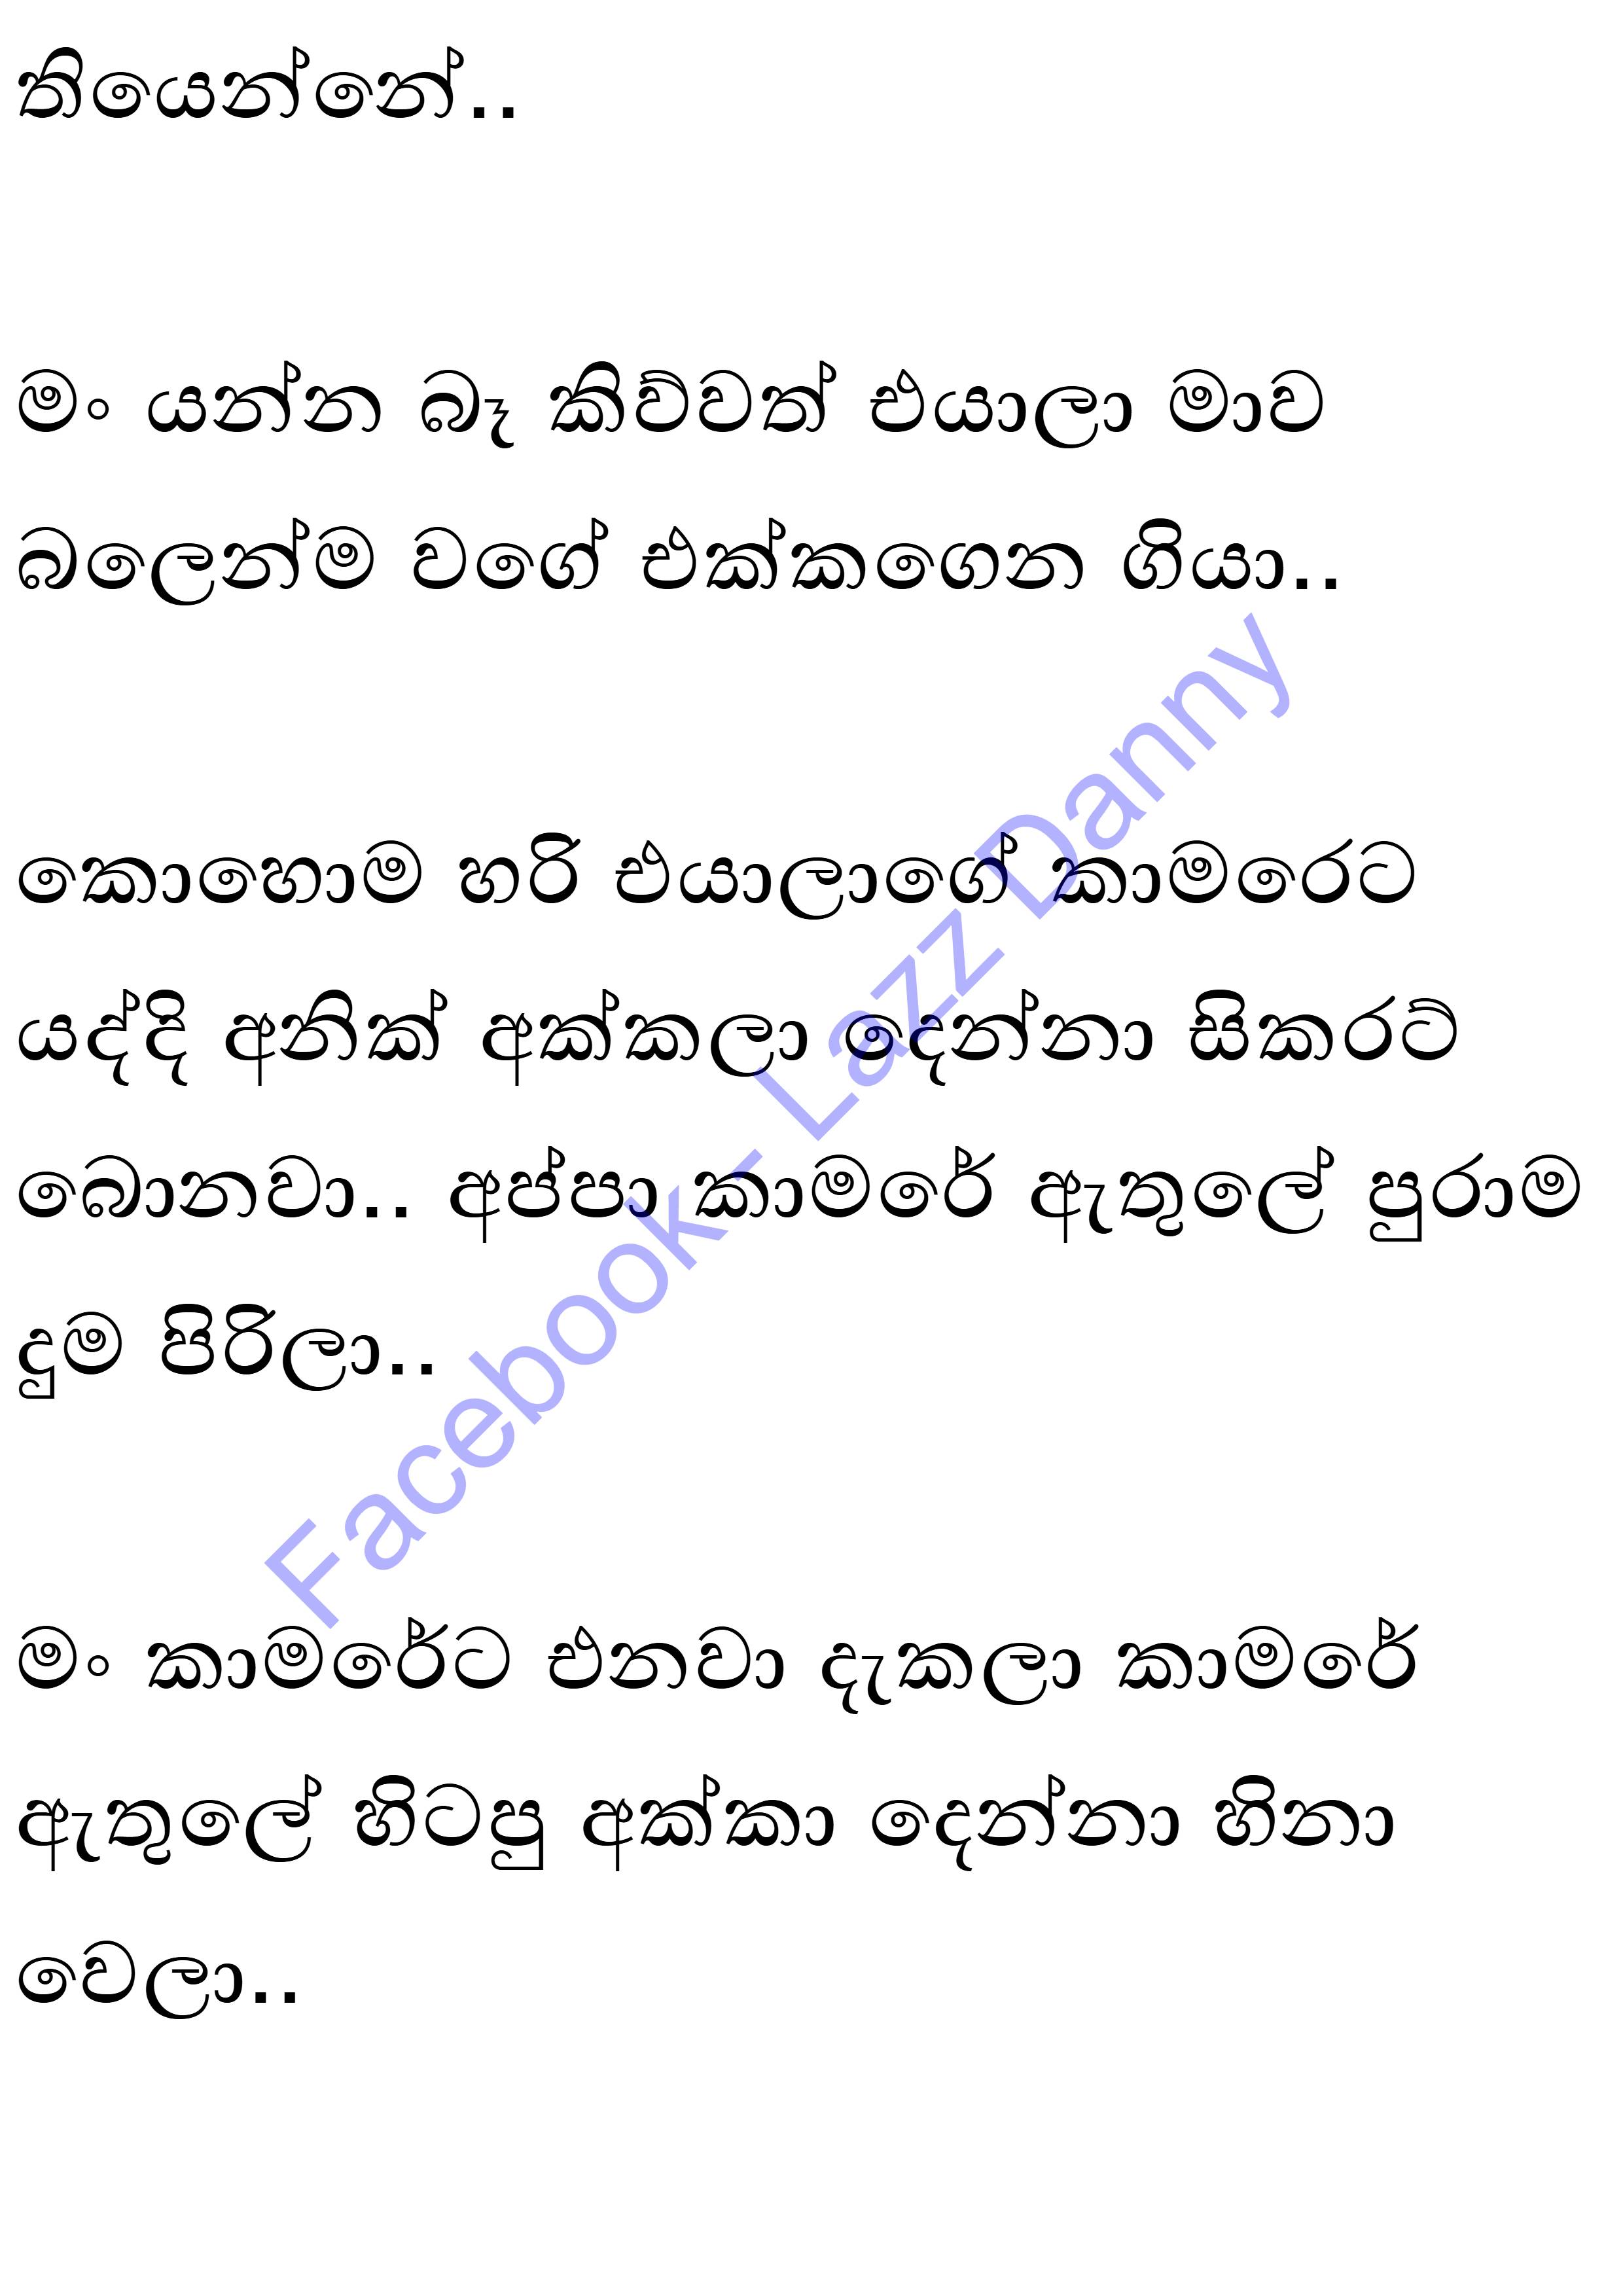 තියෙන්නේ..
මං යන්න බෑ කිව්වත් එයාලා මාව
බලෙන්ම වගේ එක්කගෙන ගියා..
කොහොම හරි එයාලාගේ කාමරෙට
යද්දි අනික් අක්කලා දෙන්නා සිකරට්
බොනවා.. අප්පා කාමරේ ඇතුලේ පුරාම
දුම පිරිලා..
මං කාමරේට එනවා දැකලා කාමරේ
ඇතුලේ හිටපු අක්කා දෙන්නා හිනා
වෙලා..
Facebook- Lazz Danny